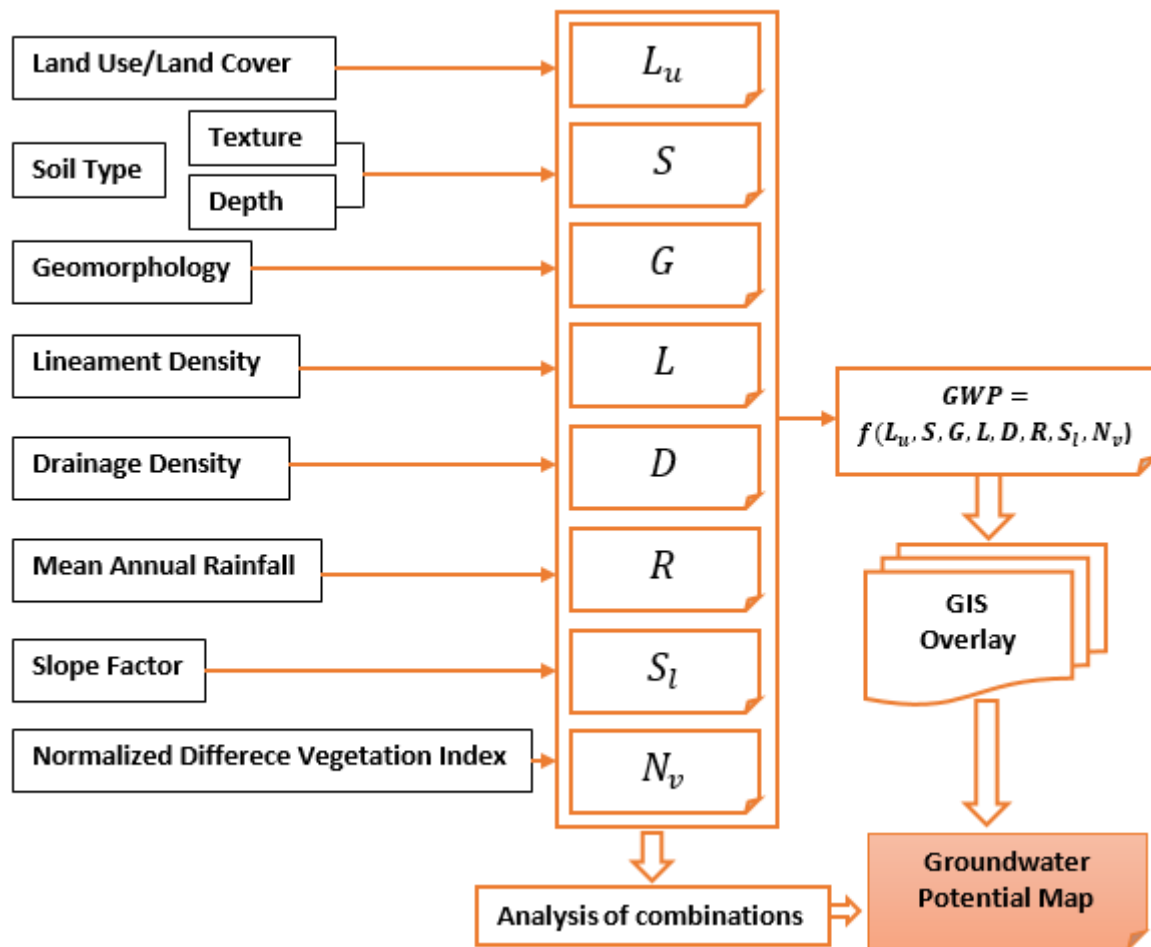 Land Use/Land Cover
L_u
Texture
Soil Type
Depth
S
Geomorphology
G
Lineament Density
L
Drainage Density
D
Mean Annual Rainfall
R
Slope Factor
S_l
Normalized Differece Vegetation Index
N_v
GWP =
f(L_u, S, G, L, D, R, S_l, N_v)
GIS
Overlay
Analysis of combinations
Groundwater
Potential Map